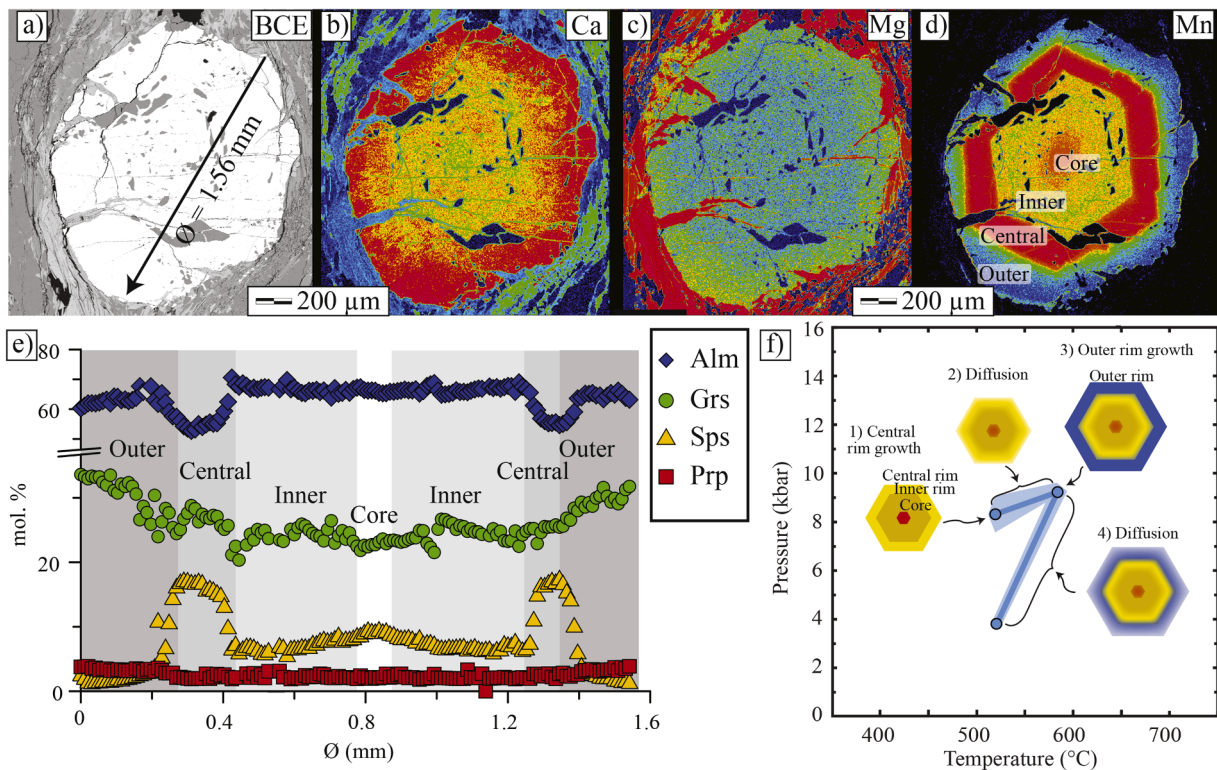 a)
BCE
b)
Ca
c)
Mg
d)
Mn
Ø = 1.56 mm
Core
Inner
Central
Outer
200 µm
200 µm
e)
80
60
20
0
mol. %
Outer
Central
Inner
Core
Inner
Central
Outer
0
0.4
0.8
1.2
1.6
Ø (mm)
Alm
Grs
Sps
Prp
f)
16
14
12
10
8
6
4
2
0
Pressure (kbar)
3) Outer rim growth
Outer rim
2) Diffusion
1) Central
rim growth
Central rim
Inner rim
Core
4) Diffusion
400
500
600
700
Temperature (°C)